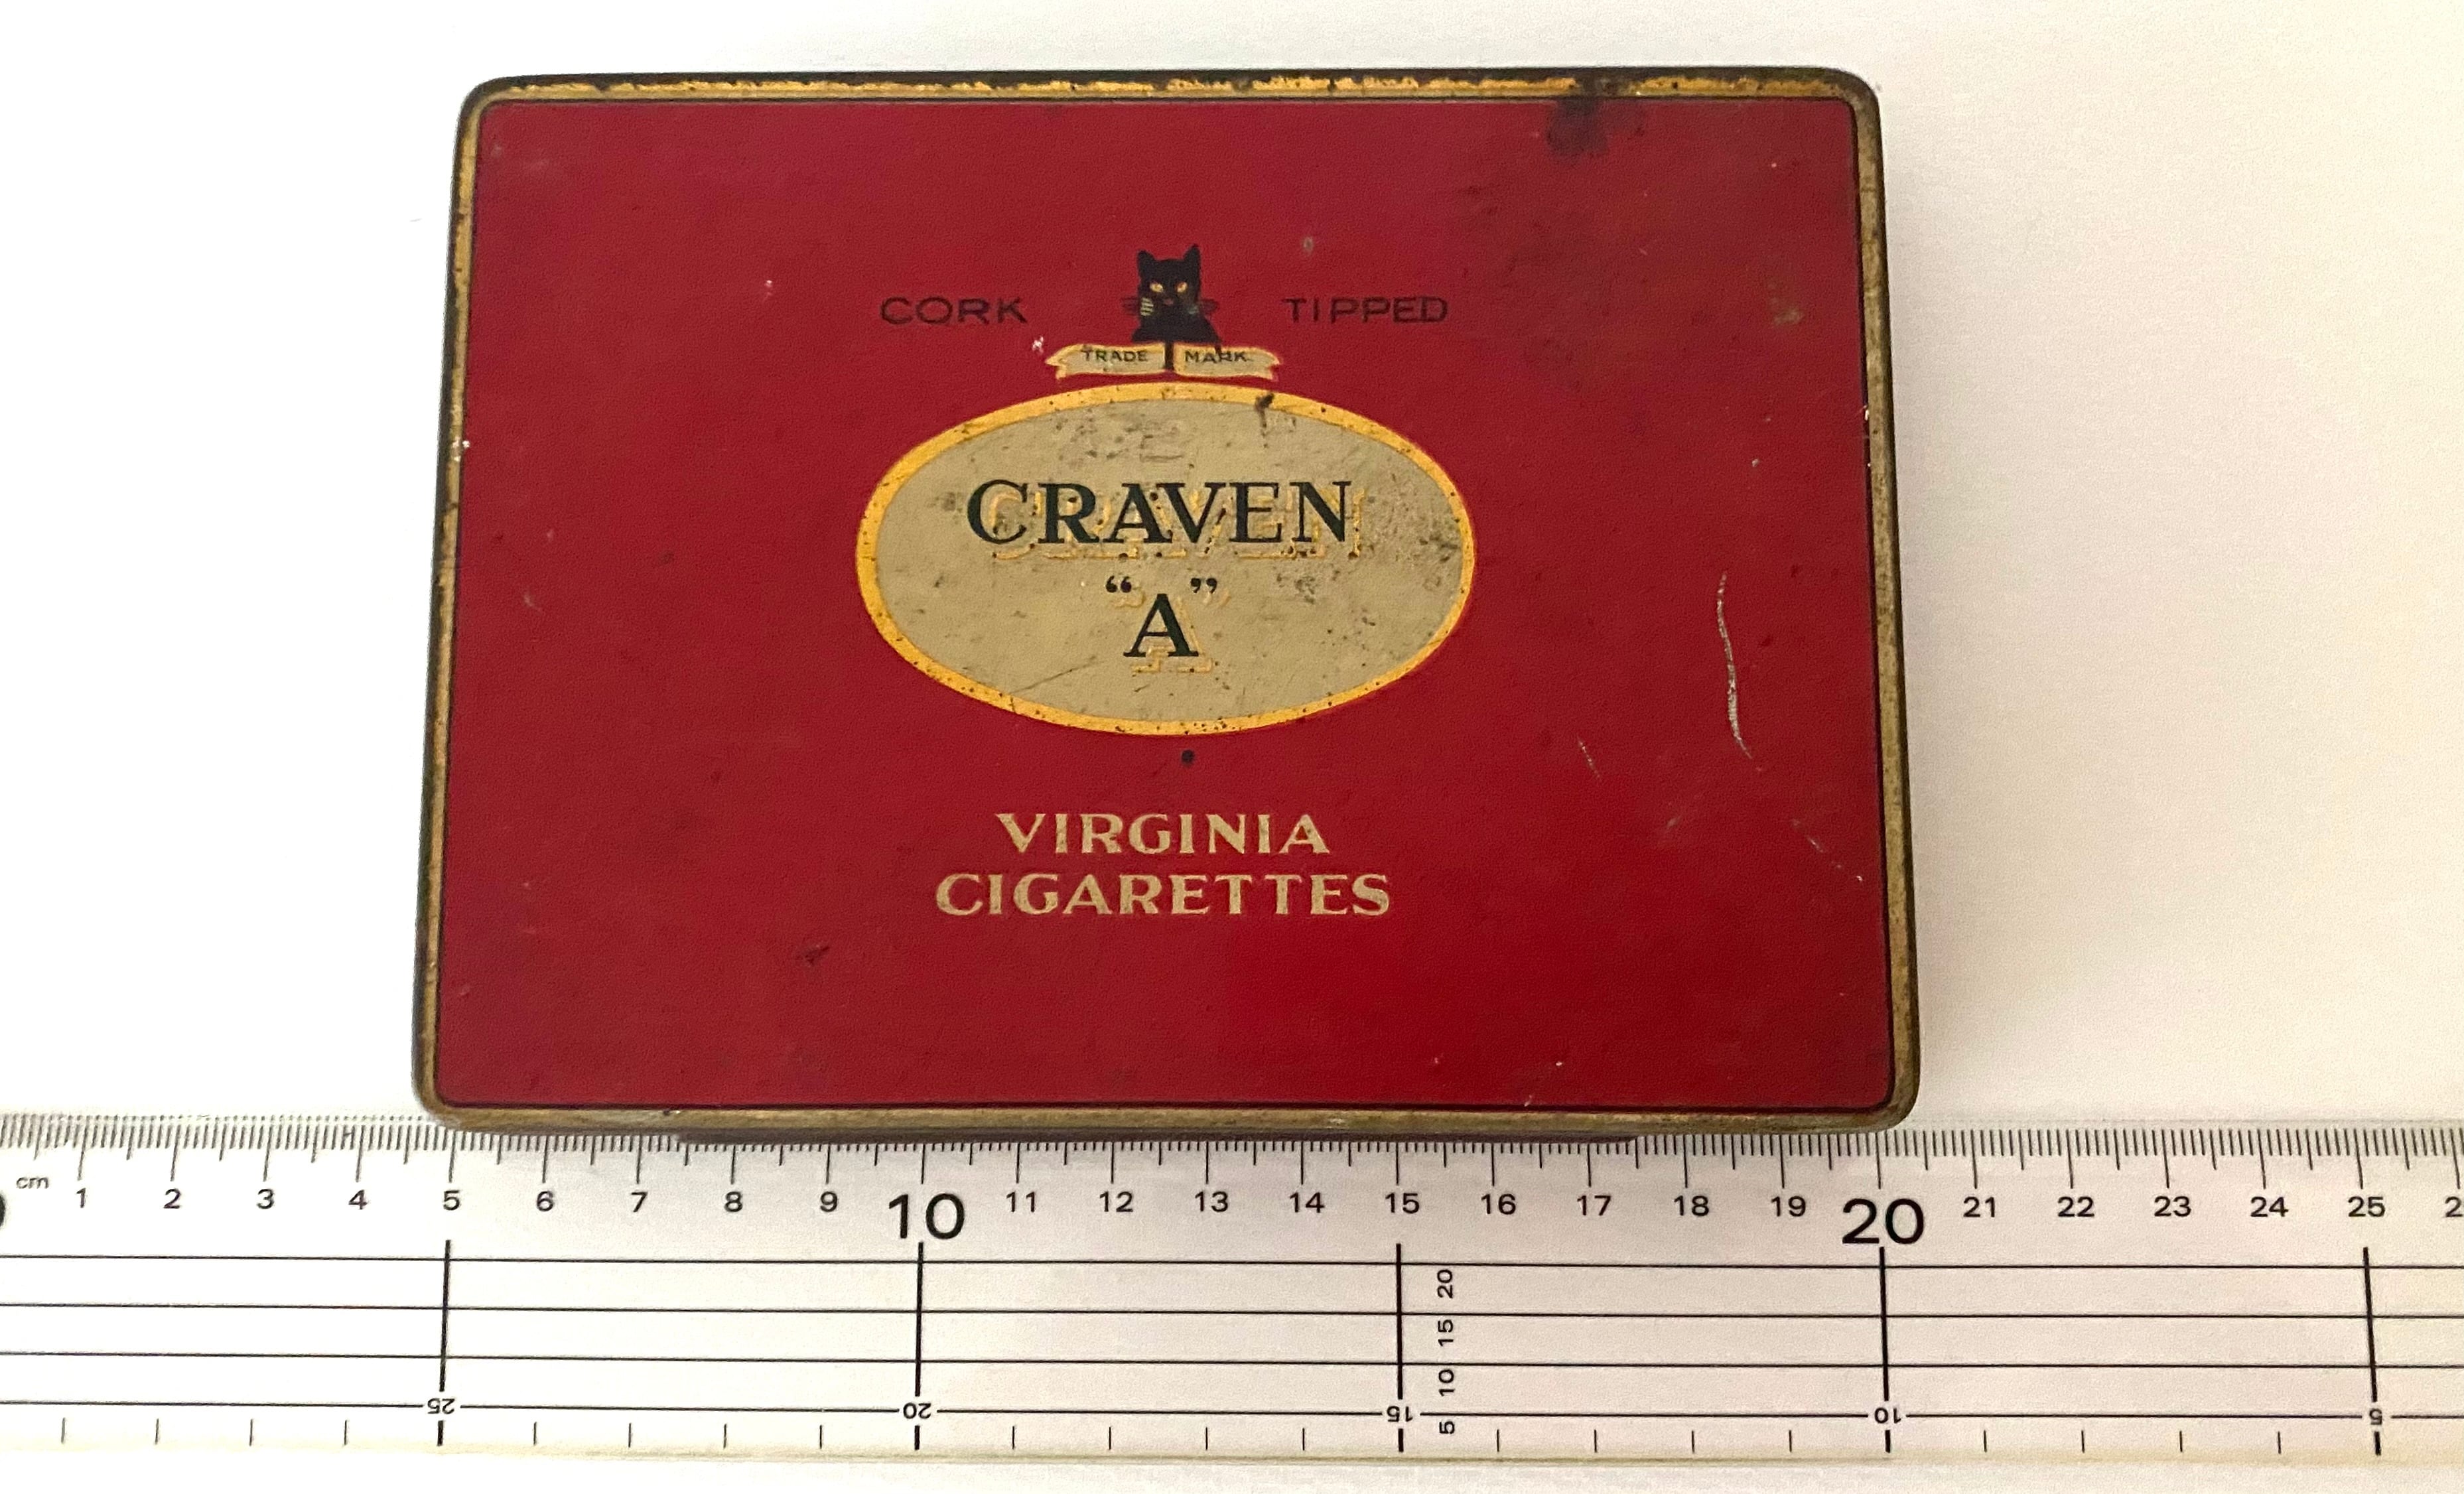 CORK TIPPED
TRADE MARK
CRAVEN
“A”
VIRGINIA
CIGARETTES
cm 1 2 3 4 5 6 7 8 9 10 11 12 13 14 15 16 17 18 19 20 21 22 23 24 25
20
15
10
5
25 20 15 10 5